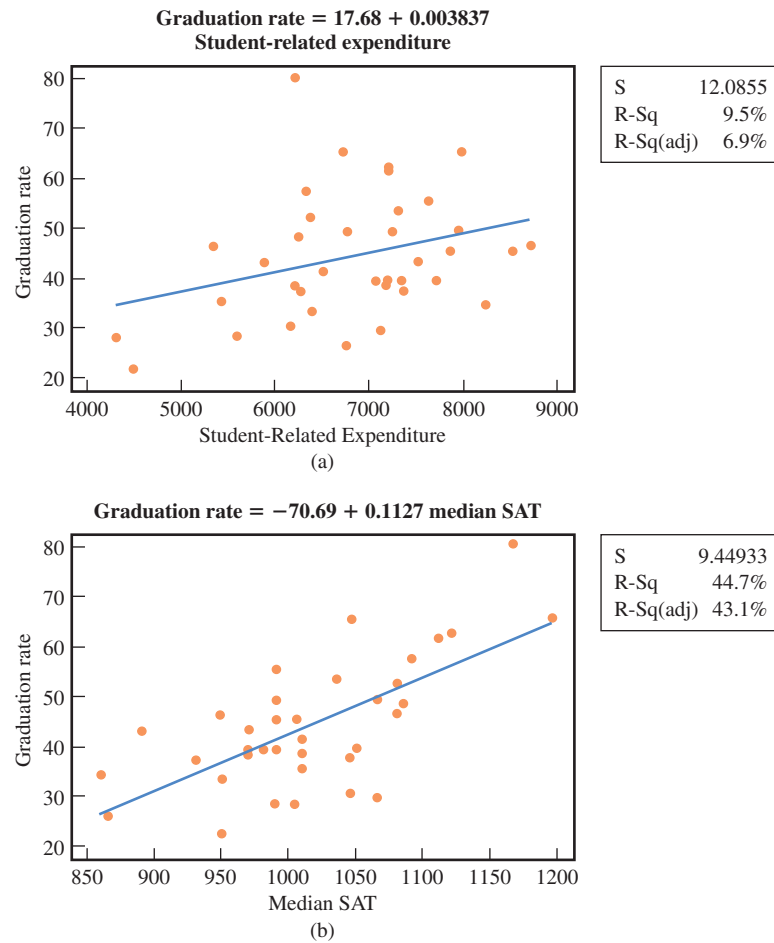 Graduation rate = 17.68 + 0.003837
Student-related expenditure
S 12.0855
R-Sq 9.5%
R-Sq(adj) 6.9%
80
70
60
50
40
30
20
Graduation rate
4000 5000 6000 7000 8000 9000
Student-Related Expenditure
(a)
Graduation rate = −70.69 + 0.1127 median SAT
S 9.44933
R-Sq 44.7%
R-Sq(adj) 43.1%
80
70
60
50
40
30
20
Graduation rate
850 900 950 1000 1050 1100 1150 1200
Median SAT
(b)